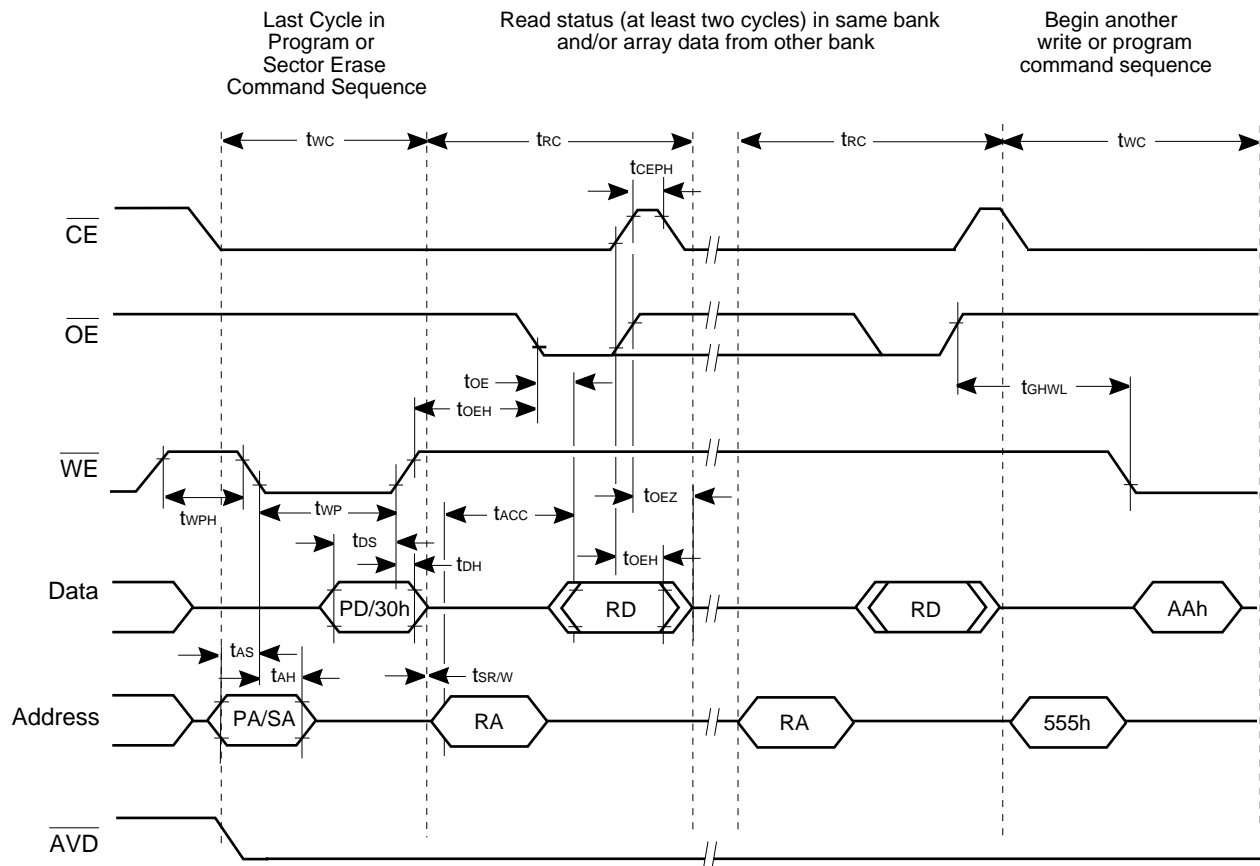 Last Cycle in
Program or
Sector Erase
Command Sequence
Read status (at least two cycles) in same bank
and/or array data from other bank
Begin another
write or program
command sequence
tWC
tRC
tRC
tWC
tCEPH
CE
OE
tOE
tOEH
tGHWL
WE
tWPH
tWP
tACC
tOEZ
tDS
tDH
tOEH
Data
PD/30h
RD
RD
AAh
tAS
tAH
tSR/W
Address
PA/SA
RA
RA
555h
AVD